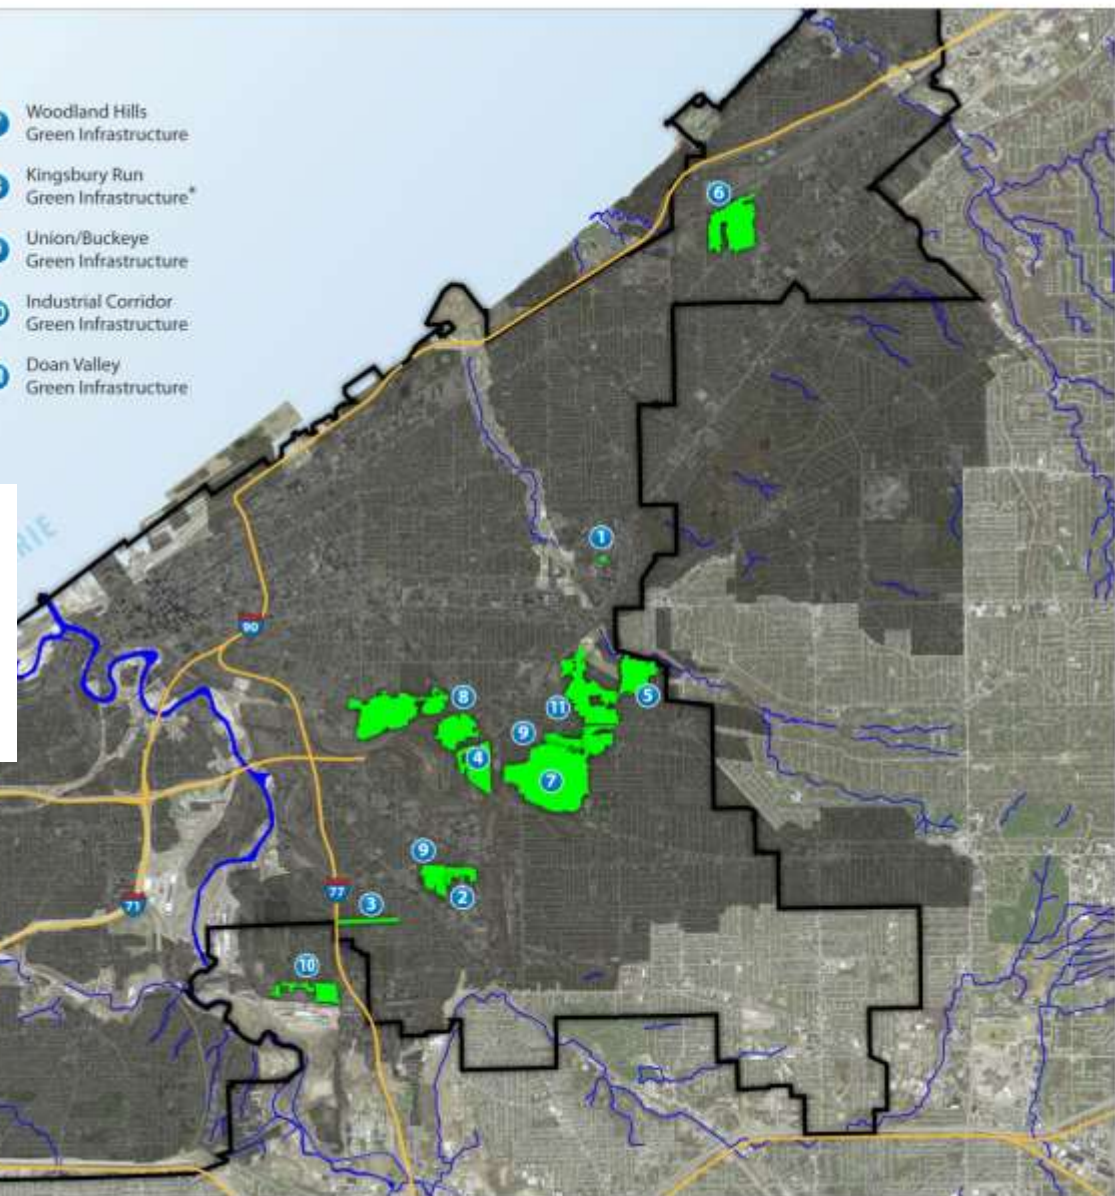 Woodland Hills
Green Infrastructure
Kingsbury Run
Green Infrastructure*
Union/Buckeye
Green Infrastructure
Industrial Corridor
Green Infrastructure
Doan Valley
Green Infrastructure
6
1
RIE
90
8
5
11
9
4
7
9
77
2
71
3
10